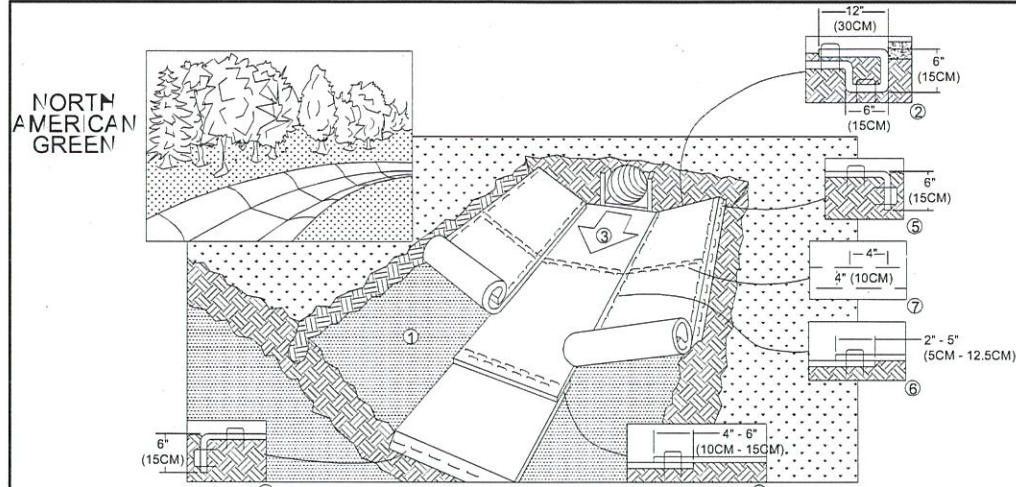 NORTH
AMERICAN
GREEN
12"
(30CM)
6"
(15CM)
6"
(15CM)
②
6"
(15CM)
⑤
③
4"
4" (10CM)
⑦
①
2" - 5"
(5CM - 12.5CM)
⑥
6"
(15CM)
4" - 6"
(10CM - 15CM)